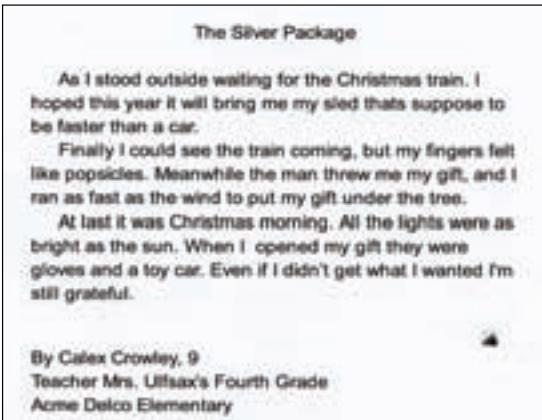 The Silver Package
As I stood outside waiting for the Christmas train. I
hoped this year it will bring me my sled thats suppose to
be faster than a car.
Finally I could see the train coming, but my fingers felt
like popsicles. Meanwhile the man threw me my gift, and I
ran as fast as the wind to put my gift under the tree.
At last it was Christmas morning. All the lights were as
bright as the sun. When I opened my gift they were
gloves and a toy car. Even if I didn't get what I wanted I'm
still grateful.
By Calex Crowley, 9
Teacher Mrs. Ulfsax's Fourth Grade
Acme Delco Elementary